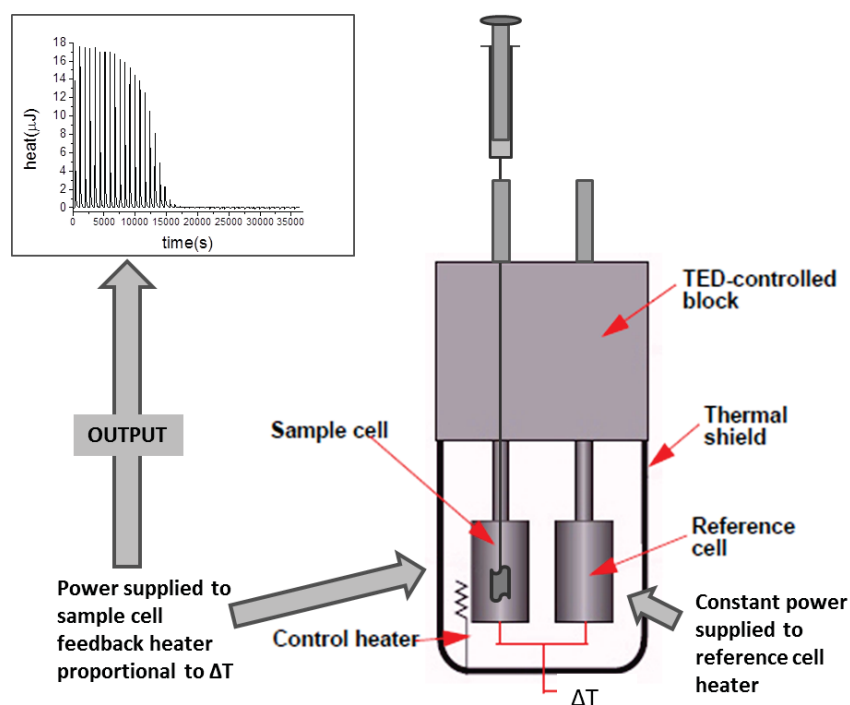 18
16
14
12
10
8
6
4
2
0
heat(μJ)
0 5000 10000 15000 20000 25000 30000 35000
time(s)
TED-controlled
block
Thermal
shield
OUTPUT
Sample cell
Reference
cell
Power supplied to
sample cell
feedback heater
proportional to ΔT
Control heater
Constant power
supplied to
reference cell
heater
ΔT